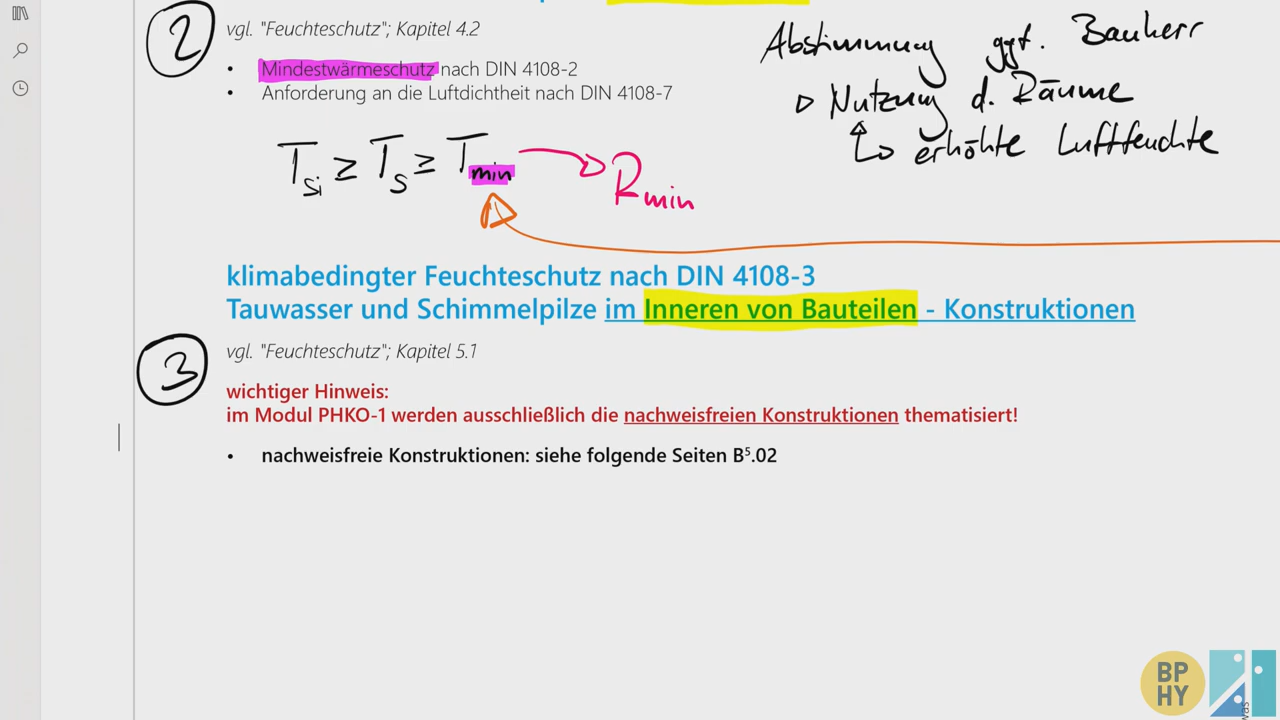 2
vgl. "Feuchteschutz"; Kapitel 4.2
• Mindestwärmeschutz nach DIN 4108-2
• Anforderung an die Luftdichtheit nach DIN 4108-7
Abstimmung ggf. Bauherr
▷ Nutzung d. Räume
↳ erhöhte Luftfeuchte
Tsi ≥ Ts ≥ Tmin → Rmin
klimabedingter Feuchteschutz nach DIN 4108-3
Tauwasser und Schimmelpilze im Inneren von Bauteilen - Konstruktionen
3
vgl. "Feuchteschutz"; Kapitel 5.1
wichtiger Hinweis:
im Modul PHKO-1 werden ausschließlich die nachweisfreien Konstruktionen thematisiert!
• nachweisfreie Konstruktionen: siehe folgende Seiten B⁵.02
BP
HY